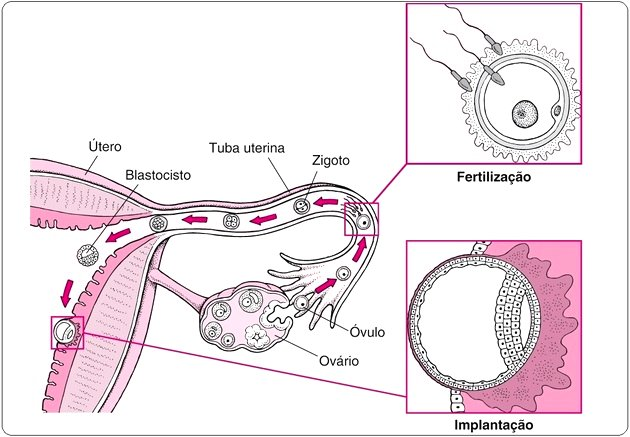 Útero
Tuba uterina
Zigoto
Blastocisto
Fertilização
Óvulo
Ovário
Implantação